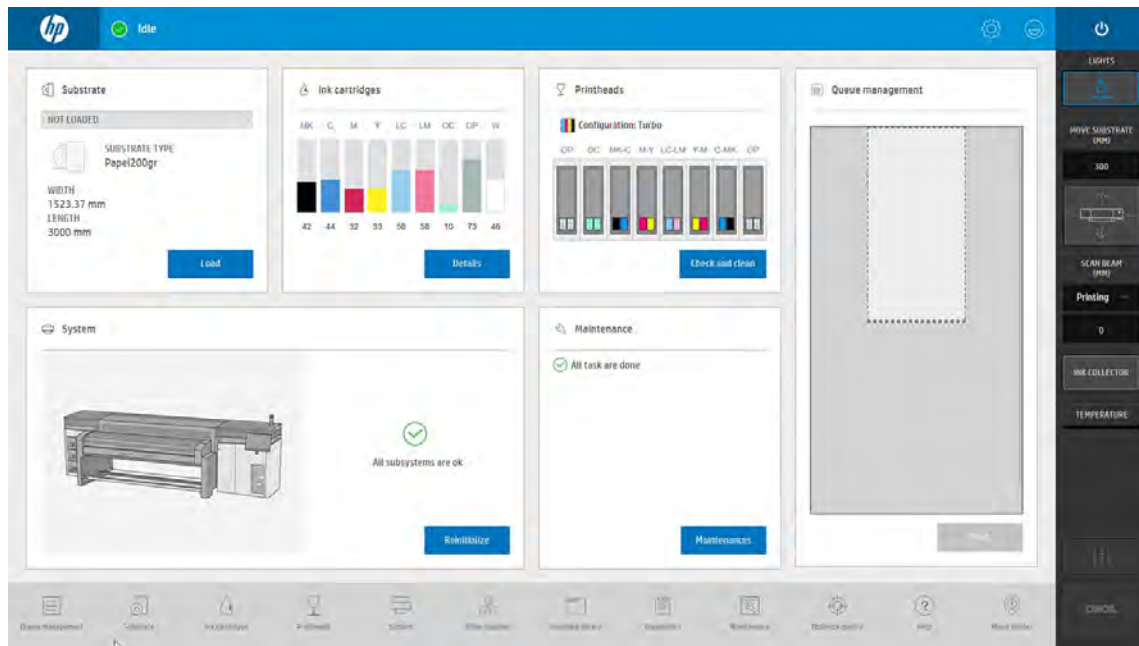 hp
Idle
LIGHTS
Substrate
NOT LOADED
SUBSTRATE TYPE
Papel200gr
WIDTH
1523.37 mm
LENGTH
3000 mm
Load
Ink cartridges
MK C M Y LC LM OC OP W
42 44 32 33 58 58 10 73 46
Details
Printheads
Configuration: Turbo
OP OC MK-C M-Y LC-LM Y-M C-MK OP
Check and clean
Queue management
MOVE SUBSTRATE
(MM)
300
SCAN BEAM
(MM)
Printing
0
INK COLLECTOR
TEMPERATURE
System
All subsystems are ok
Reinitialize
Maintenance
All task are done
Maintenances
Queue management Substrate Ink cartridges Printheads System Help
CANCEL